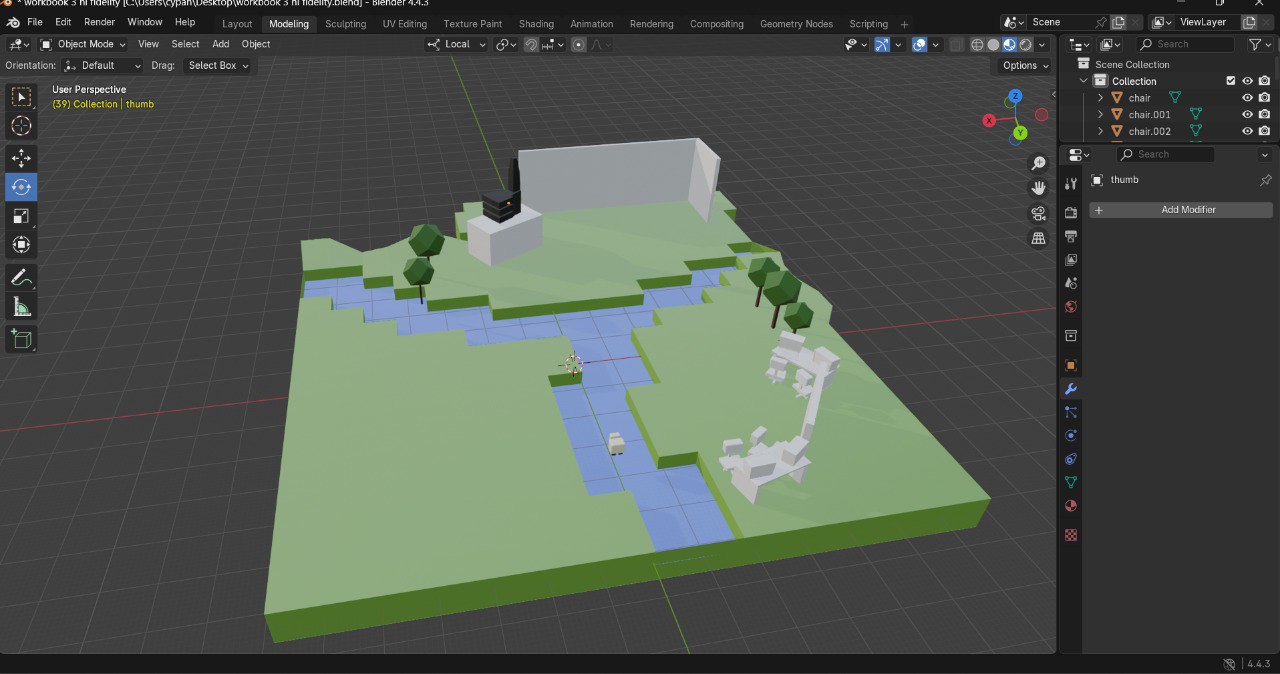 * workbook 3 hi fidelity [C:\Users\cypah\Desktop\workbook 3 hi fidelity.blend] - Blender 4.4.3
File Edit Render Window Help Layout Modeling Sculpting UV Editing Texture Paint Shading Animation Rendering Compositing Geometry Nodes Scripting + Scene ViewLayer
Object Mode View Select Add Object Local Search
Orientation: Default Drag: Select Box Options
Scene Collection
User Perspective
(39) Collection | thumb
Collection
chair
chair.001
chair.002
Z
X
Y
Search
thumb
+ Add Modifier
4.4.3